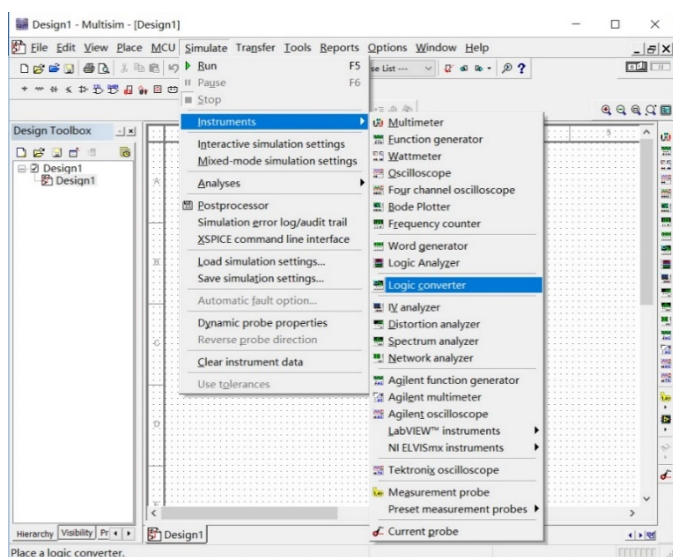 Design1 - Multisim - [Design1]
File Edit View Place MCU Simulate Transfer Tools Reports Options Window Help
Run F5
Pause F6
Stop
Instruments
Interactive simulation settings
Mixed-mode simulation settings
Analyses
Postprocessor
Simulation error log/audit trail
XSPICE command line interface
Load simulation settings...
Save simulation settings...
Automatic fault option...
Dynamic probe properties
Reverse probe direction
Clear instrument data
Use tolerances
se List ---
Multimeter
Function generator
Wattmeter
Oscilloscope
Four channel oscilloscope
Bode Plotter
Frequency counter
Word generator
Logic Analyzer
Logic converter
IV analyzer
Distortion analyzer
Spectrum analyzer
Network analyzer
Agilent function generator
Agilent multimeter
Agilent oscilloscope
LabVIEW™ instruments
NI ELVISmx instruments
Tektronix oscilloscope
Measurement probe
Preset measurement probes
Current probe
Design Toolbox
Design1
Design1
A
B
C
D
5
Hierarchy Visibility Pr
Design1
Place a logic converter.